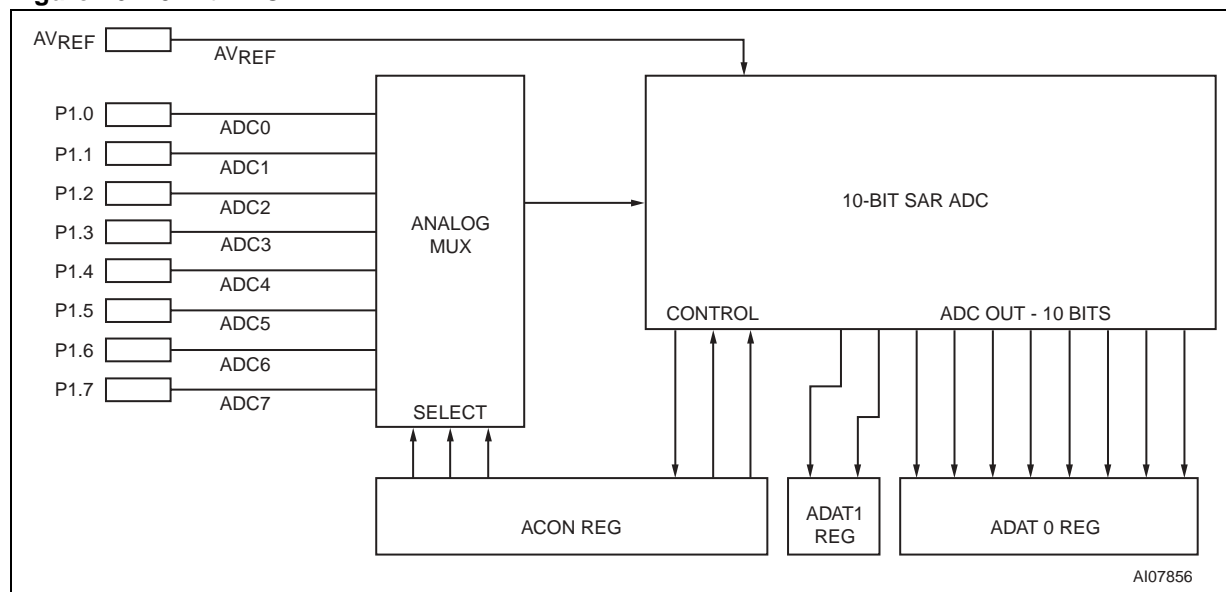 AVREF
AVREF
P1.0
ADC0
P1.1
ADC1
P1.2
ADC2
P1.3
ADC3
P1.4
ADC4
P1.5
ADC5
P1.6
ADC6
P1.7
ADC7
ANALOG
MUX
SELECT
10-BIT SAR ADC
CONTROL
ADC OUT - 10 BITS
ACON REG
ADAT1
REG
ADAT 0 REG
AI07856